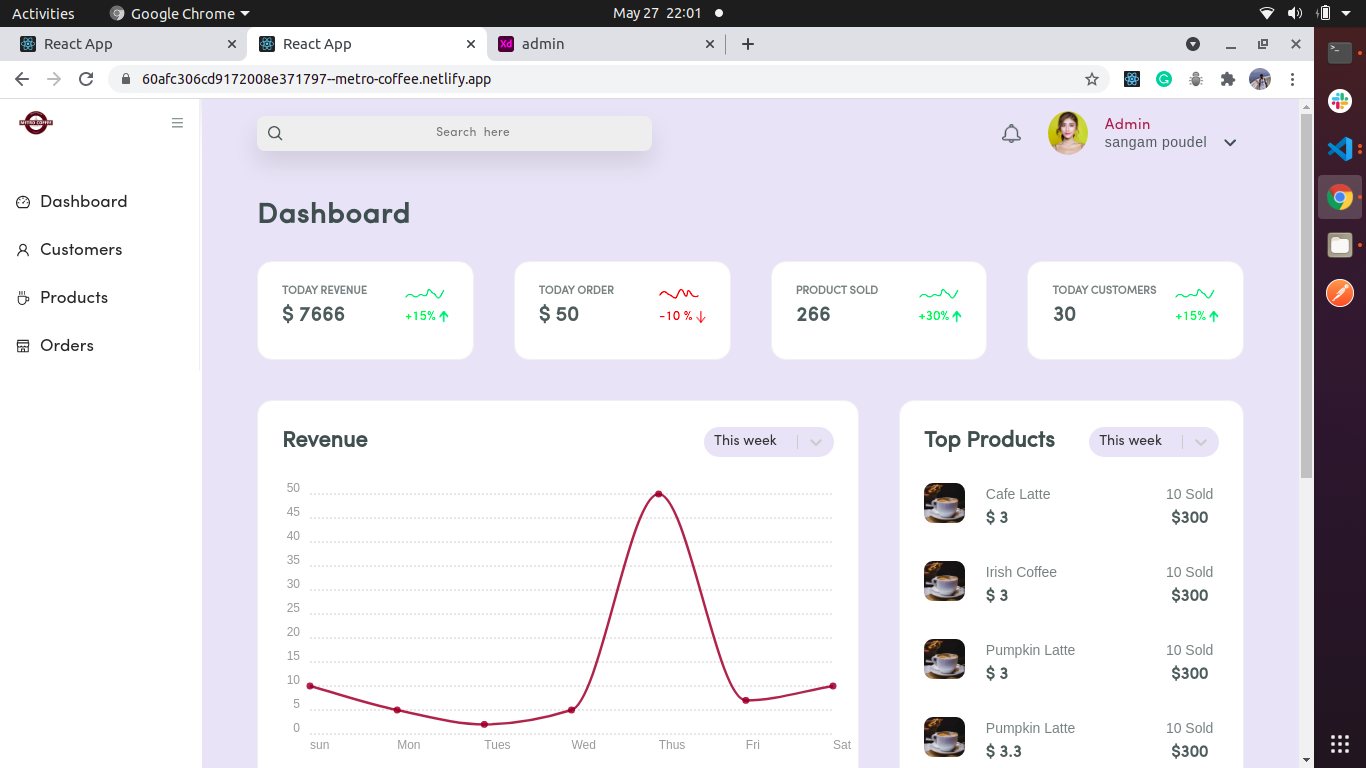 Activities
Google Chrome
May 27 22:01
React App
React App
Xd
admin
60afc306cd9172008e371797--metro-coffee.netlify.app
METRO COFFEE
Search here
Admin
sangam poudel
Dashboard
Customers
Products
Orders
Dashboard
TODAY REVENUE
$ 7666
+15%
TODAY ORDER
$ 50
-10 %
PRODUCT SOLD
266
+30%
TODAY CUSTOMERS
30
+15%
Revenue
This week
50
45
40
35
30
25
20
15
10
5
0
sun Mon Tues Wed Thus Fri Sat
Top Products
This week
Cafe Latte 10 Sold
$ 3 $300
Irish Coffee 10 Sold
$ 3 $300
Pumpkin Latte 10 Sold
$ 3 $300
Pumpkin Latte 10 Sold
$ 3.3 $300